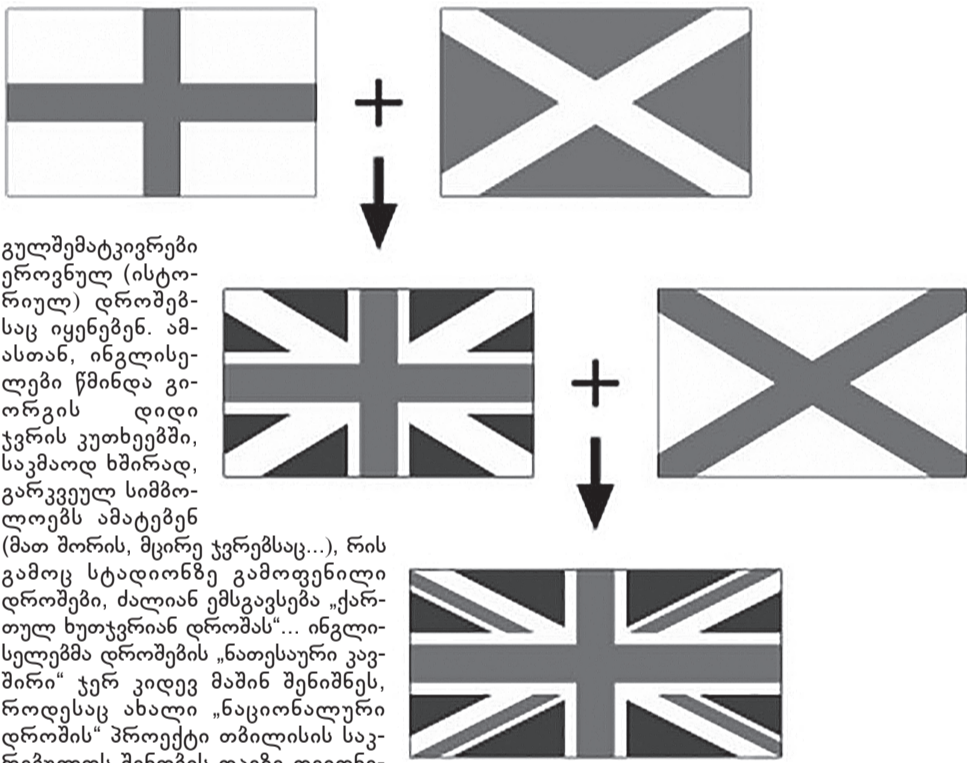 გულშემატკივრები
ეროვნულ (ისტო-
რიულ) დროშებ-
საც იყენებენ. ამ-
ასთან, ინგლისე-
ლები წმინდა გი-
ორგის დიდი
ჯვრის კუთხეებში,
საკმაოდ ხშირად,
გარკვეულ სიმბო-
ლოებს ამატებენ
(მათ შორის, მცირე ჯვრებსაც...), რის
გამოც სტადიონზე გამოფენილი
დროშები, ძალიან ემსგავსება „ქარ-
თულ ხუთჯვრიან დროშას“... ინგლი-
სელებმა დროშების „ნათესაური კავ-
შირი“ ჯერ კიდევ მაშინ შენიშნეს,
როდესაც ახალი „ნაციონალური
დროშის“ პროექტი თბილისის საკ-